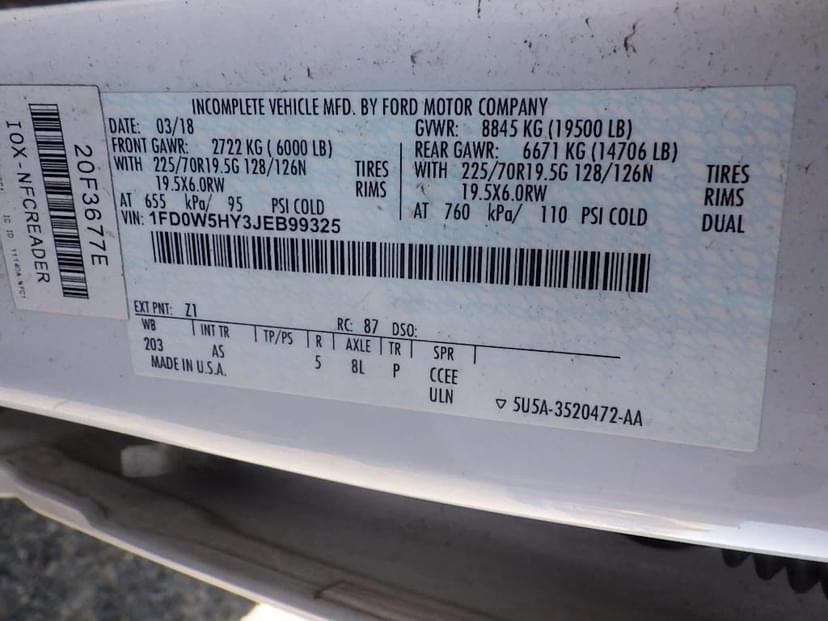 INCOMPLETE VEHICLE MFD. BY FORD MOTOR COMPANY
DATE: 03/18
GVWR: 8845 KG (19500 LB)
FRONT GAWR: 2722 KG ( 6000 LB)
REAR GAWR: 6671 KG (14706 LB)
WITH 225/70R19.5G 128/126N TIRES
WITH 225/70R19.5G 128/126N TIRES
19.5X6.0RW RIMS
19.5X6.0RW RIMS
AT 655 kPa/ 95 PSI COLD
AT 760 kPa/ 110 PFD COLD DUAL
VIN: 1FD0W5HY3JEB99325
EXT PNT: Z1 RC: 87 DSO:
WB INT TR TP/PS R AXLE TR SPR
203 AS 5 8L P CCEE
MADE IN U.S.A. ULN
5U5A-3520472-AA
20F3677E
IOX-NFCREADER